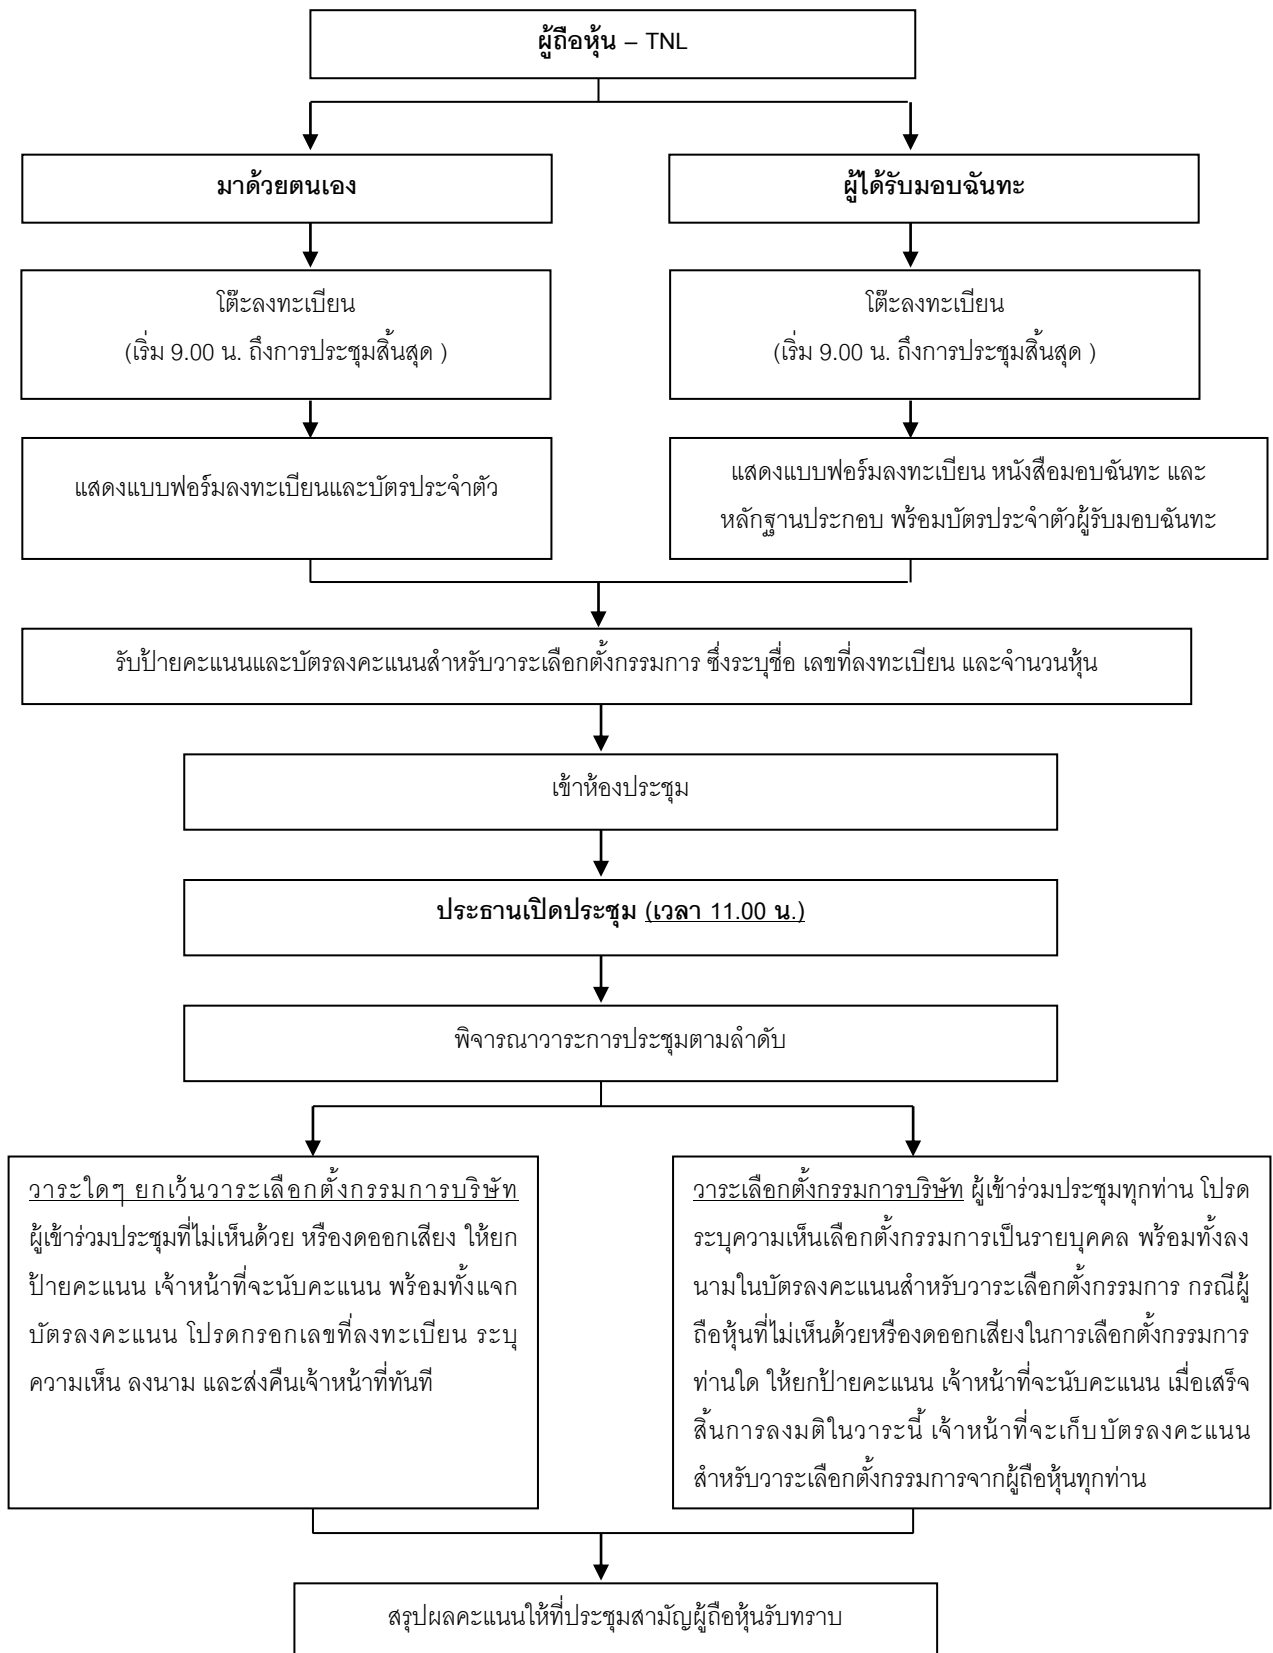 ผู้ถือหุ้น – TNL
มาด้วยตนเอง
ผู้ได้รับมอบฉันทะ
โต๊ะลงทะเบียน
(เริ่ม 9.00 น. ถึงการประชุมสิ้นสุด )
โต๊ะลงทะเบียน
(เริ่ม 9.00 น. ถึงการประชุมสิ้นสุด )
แสดงแบบฟอร์มลงทะเบียนและบัตรประจำตัว
แสดงแบบฟอร์มลงทะเบียน หนังสือมอบฉันทะ และ
หลักฐานประกอบ พร้อมบัตรประจำตัวผู้รับมอบฉันทะ
รับป้ายคะแนนและบัตรลงคะแนนสำหรับวาระเลือกตั้งกรรมการ ซึ่งระบุชื่อ เลขที่ลงทะเบียน และจำนวนหุ้น
เข้าห้องประชุม
ประธานเปิดประชุม (เวลา 11.00 น.)
พิจารณาวาระการประชุมตามลำดับ
วาระใดๆ ยกเว้นวาระเลือกตั้งกรรมการบริษัท
ผู้เข้าร่วมประชุมที่ไม่เห็นด้วย หรืองดออกเสียง ให้ยก
ป้ายคะแนน เจ้าหน้าที่จะนับคะแนน พร้อมทั้งแจก
บัตรลงคะแนน โปรดกรอกเลขที่ลงทะเบียน ระบุ
ความเห็น ลงนาม และส่งคืนเจ้าหน้าที่ทันที
วาระเลือกตั้งกรรมการบริษัท ผู้เข้าร่วมประชุมทุกท่าน โปรด
ระบุความเห็นเลือกตั้งกรรมการเป็นรายบุคคล พร้อมทั้งลง
นามในบัตรลงคะแนนสำหรับวาระเลือกตั้งกรรมการ กรณีผู้
ถือหุ้นที่ไม่เห็นด้วยหรืองดออกเสียงในการเลือกตั้งกรรมการ
ท่านใด ให้ยกป้ายคะแนน เจ้าหน้าที่จะนับคะแนน เมื่อเสร็จ
สิ้นการลงมติในวาระนี้ เจ้าหน้าที่จะเก็บบัตรลงคะแนน
สำหรับวาระเลือกตั้งกรรมการจากผู้ถือหุ้นทุกท่าน
สรุปผลคะแนนให้ที่ประชุมสามัญผู้ถือหุ้นรับทราบ